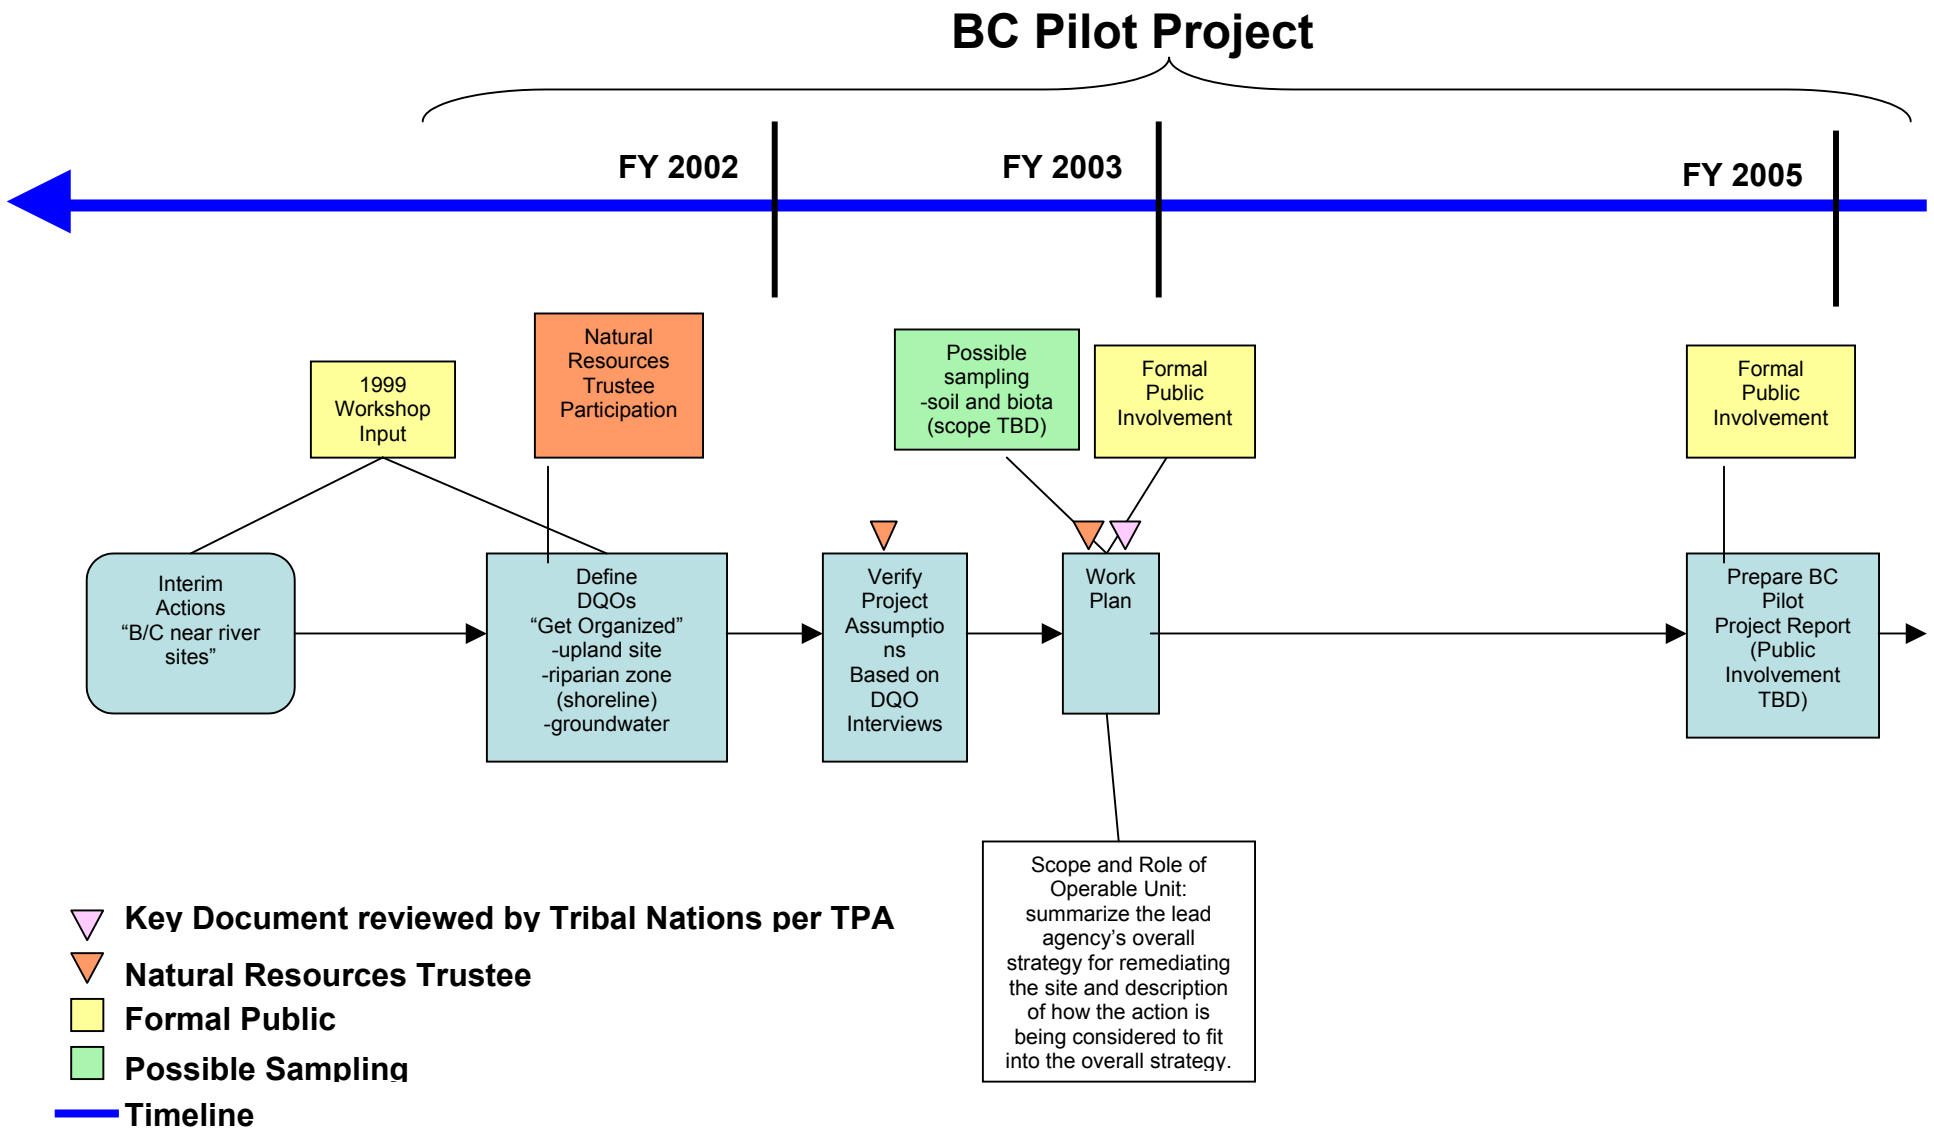 BC Pilot Project
FY 2002
FY 2003
FY 2005
1999
Workshop
Input
Natural
Resources
Trustee
Participation
Possible
sampling
-soil and biota
(scope TBD)
Formal
Public
Involvement
Formal
Public
Involvement
Interim
Actions
“B/C near river
sites”
Define
DQOs
“Get Organized”
-upland site
-riparian zone
(shoreline)
-groundwater
Verify
Project
Assumptio
ns
Based on
DQO
Interviews
Work
Plan
Prepare BC
Pilot
Project Report
(Public
Involvement
TBD)
Scope and Role of
Operable Unit:
summarize the lead
agency’s overall
strategy for remediating
the site and description
of how the action is
being considered to fit
into the overall strategy.
Key Document reviewed by Tribal Nations per TPA
Natural Resources Trustee
Formal Public
Possible Sampling
Timeline